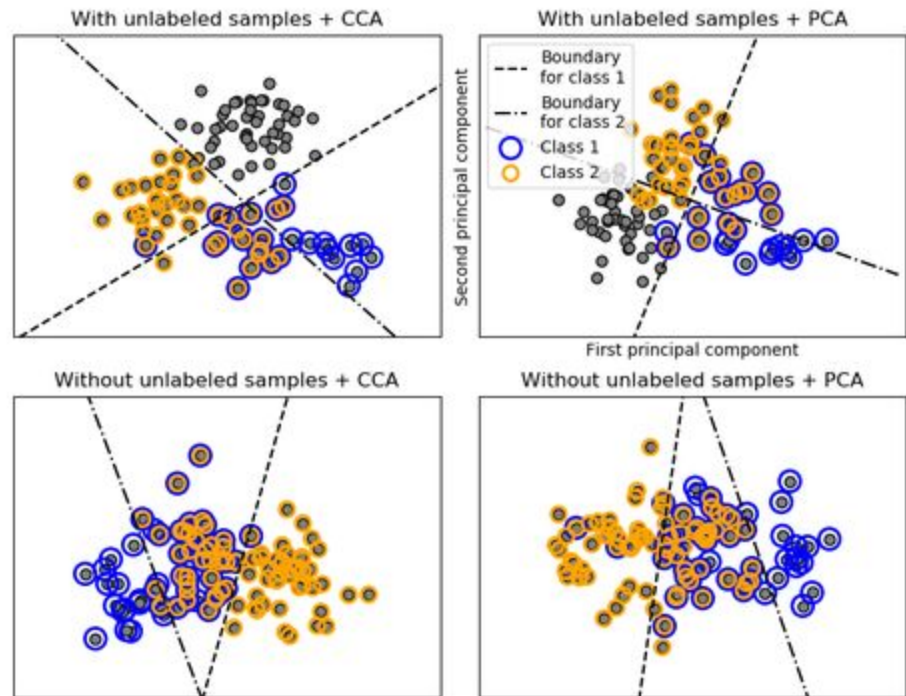 With unlabeled samples + CCA
With unlabeled samples + PCA
Boundary
for class 1
Boundary
for class 2
Class 1
Class 2
Second principal component
First principal component
Without unlabeled samples + CCA
Without unlabeled samples + PCA